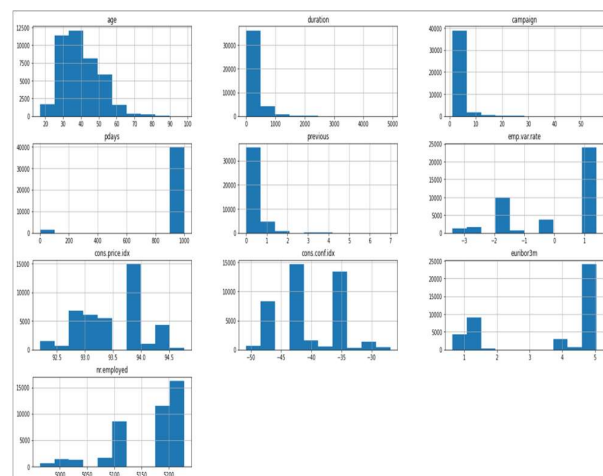 age
duration
campaign
12500
10000
7500
5000
2500
0
20 30 40 50 60 70 80 90 100
30000
20000
10000
0
0 1000 2000 3000 4000 5000
40000
30000
20000
10000
0
0 10 20 30 40 50
pdays
previous
emp.var.rate
40000
30000
20000
10000
0
0 200 400 600 800 1000
30000
20000
10000
0
0 1 2 3 4 5 6 7
25000
20000
15000
10000
5000
0
−3 −2 −1 0 1
cons.price.idx
cons.conf.idx
euribor3m
15000
10000
5000
0
92.5 93.0 93.5 94.0 94.5
15000
10000
5000
0
−50 −45 −40 −35 −30
25000
20000
15000
10000
5000
0
1 2 3 4 5
nr.employed
15000
10000
5000
0
5000 5050 5100 5150 5200